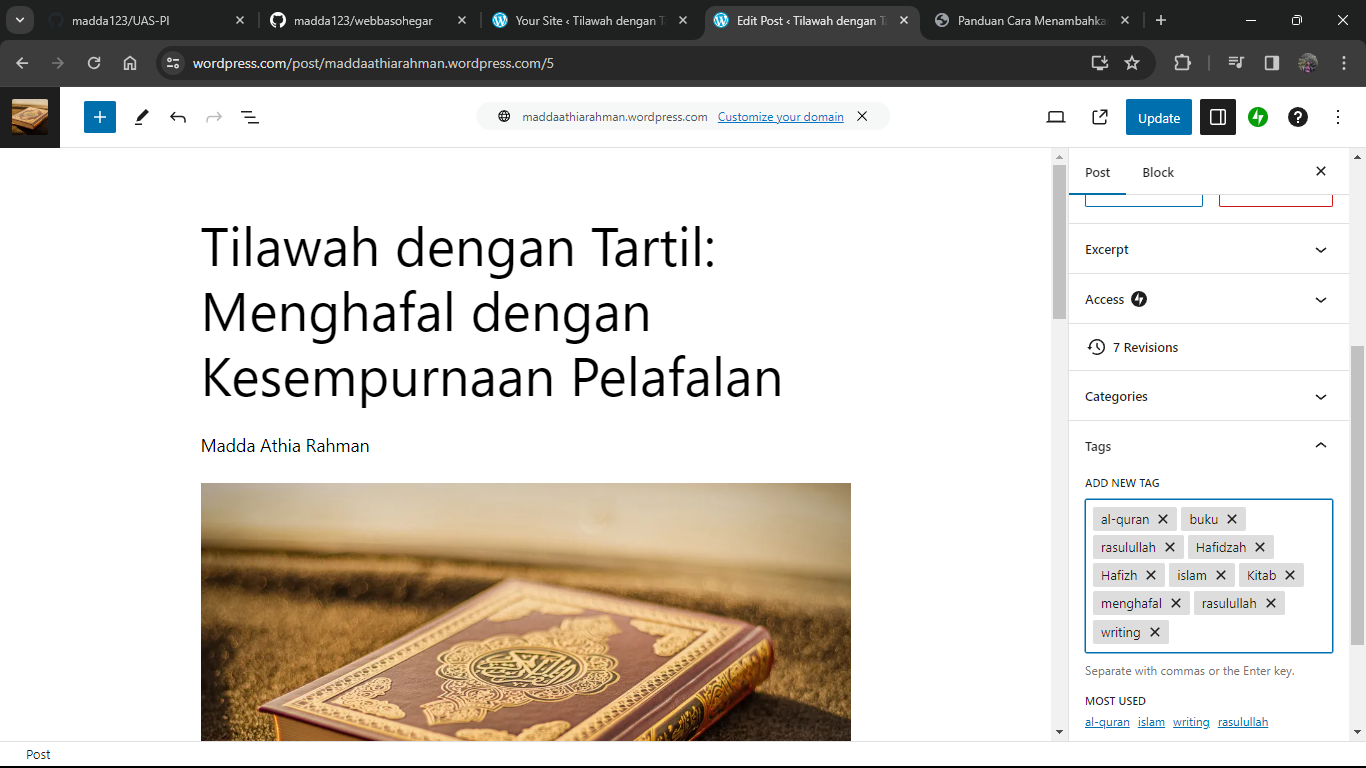 madda123/UAS-PI
madda123/webbasohegar
Your Site ‹ Tilawah dengan T
Edit Post ‹ Tilawah dengan T
Panduan Cara Menambahka
wordpress.com/post/maddaathiarahman.wordpress.com/5
maddaathiarahman.wordpress.com Customize your domain
Update
Post Block
Tilawah dengan Tartil:
Menghafal dengan
Kesempurnaan Pelafalan
Madda Athia Rahman
Excerpt
Access
7 Revisions
Categories
Tags
ADD NEW TAG
al-quran buku
rasulullah Hafidzah
Hafizh islam Kitab
menghafal rasulullah
writing
Separate with commas or the Enter key.
MOST USED
al-quran islam writing rasulullah
Post